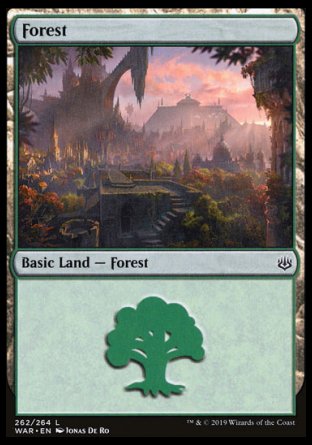 Forest
Basic Land — Forest
262/264 L
WAR • EN Jonas De Ro
™ & © 2019 Wizards of the Coast